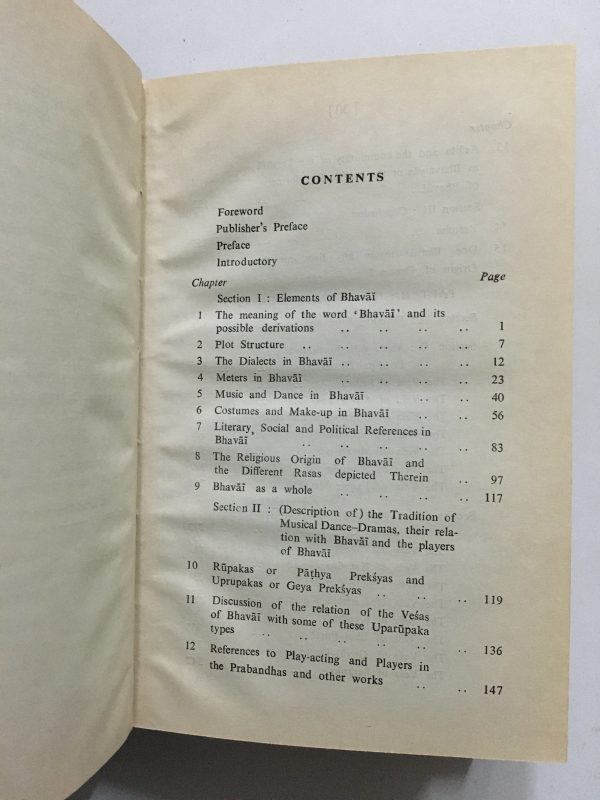 CONTENTS
Foreword
Publisher's Preface
Preface
Introductory
Chapter Page
Section I : Elements of Bhavāī
1 The meaning of the word 'Bhavāī' and its
possible derivations .. .. .. .. 1
2 Plot Structure .. .. .. .. .. 7
3 The Dialects in Bhavāī .. .. .. .. 12
4 Meters in Bhavāī .. .. .. .. 23
5 Music and Dance in Bhavāī .. .. .. 40
6 Costumes and Make-up in Bhavāī .. .. 56
7 Literary, Social and Political References in
Bhavāī .. .. .. .. .. 83
8 The Religious Origin of Bhavāī and
the Different Rasas depicted Therein .. 97
9 Bhavāī as a whole .. .. .. .. 117
Section II : (Description of) the Tradition of
Musical Dance–Dramas, their rela-
tion with Bhavāī and the players
of Bhavāī
10 Rūpakas or Pāṭhya Prekśyas and
Uprupakas or Geya Prekśyas .. .. .. 119
11 Discussion of the relation of the Veśas
of Bhavāī with some of these Uparūpaka
types .. .. .. .. .. .. 136
12 References to Play-acting and Players in
the Prabandhas and other works .. .. 147